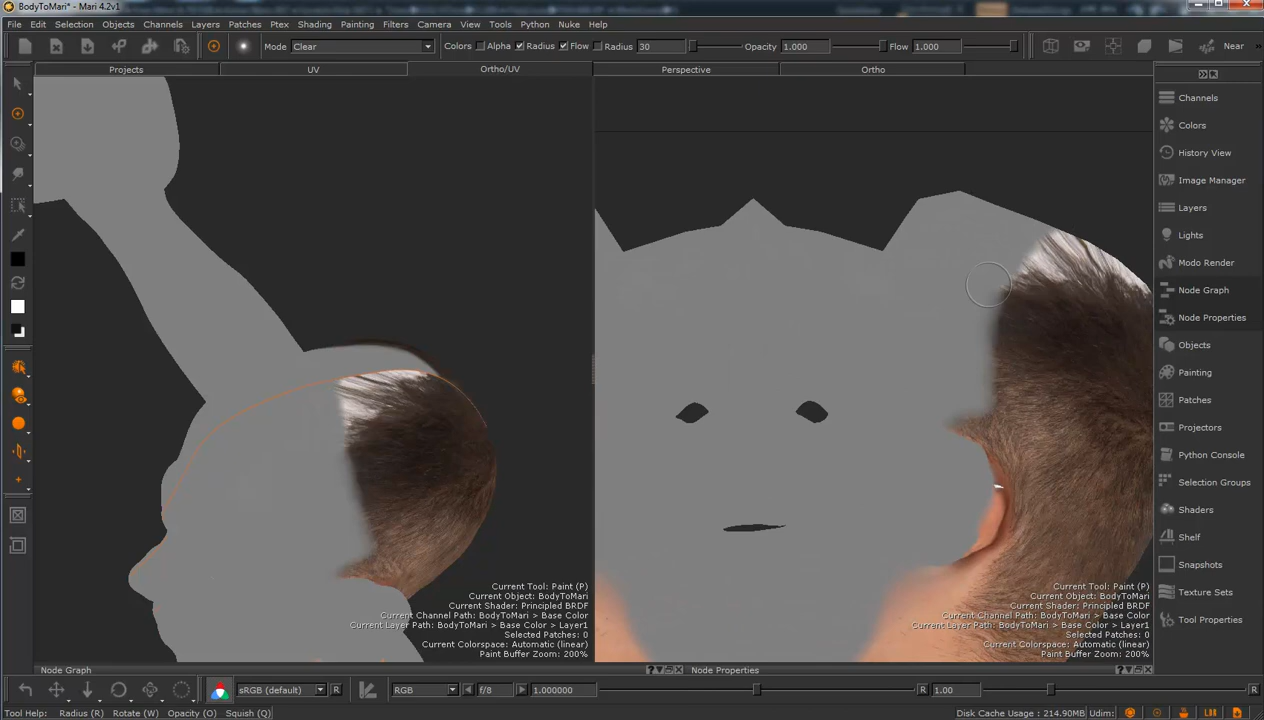 BodyToMari* - Mari 4.2v1
File Edit Selection Objects Channels Layers Patches Ptex Shading Painting Filters Camera View Tools Python Nuke Help
Mode Clear Colors Alpha Radius Flow Radius 30 Opacity 1.000 Flow 1.000 Near
Projects UV Ortho/UV Perspective Ortho
Channels
Colors
History View
Image Manager
Layers
Lights
Modo Render
Node Graph
Node Properties
Objects
Painting
Patches
Projectors
Python Console
Selection Groups
Shaders
Shelf
Snapshots
Texture Sets
Tool Properties
Current Tool: Paint (P)
Current Object: BodyToMari
Current Shader: Principled BRDF
Current Channel Path: BodyToMari > Base Color
Current Layer Path: BodyToMari > Base Color > Layer1
Selected Patches: 0
Current Colorspace: Automatic (linear)
Paint Buffer Zoom: 200%
Current Tool: Paint (P)
Current Object: BodyToMari
Current Shader: Principled BRDF
Current Channel Path: BodyToMari > Base Color
Current Layer Path: BodyToMari > Base Color > Layer1
Selected Patches: 0
Current Colorspace: Automatic (linear)
Paint Buffer Zoom: 200%
Node Graph Node Properties
sRGB (default) R RGB f/8 1.000000 R 1.00 R
Tool Help: Radius (R) Rotate (W) Opacity (O) Squish (Q) Disk Cache Usage : 214.90MB Udim: